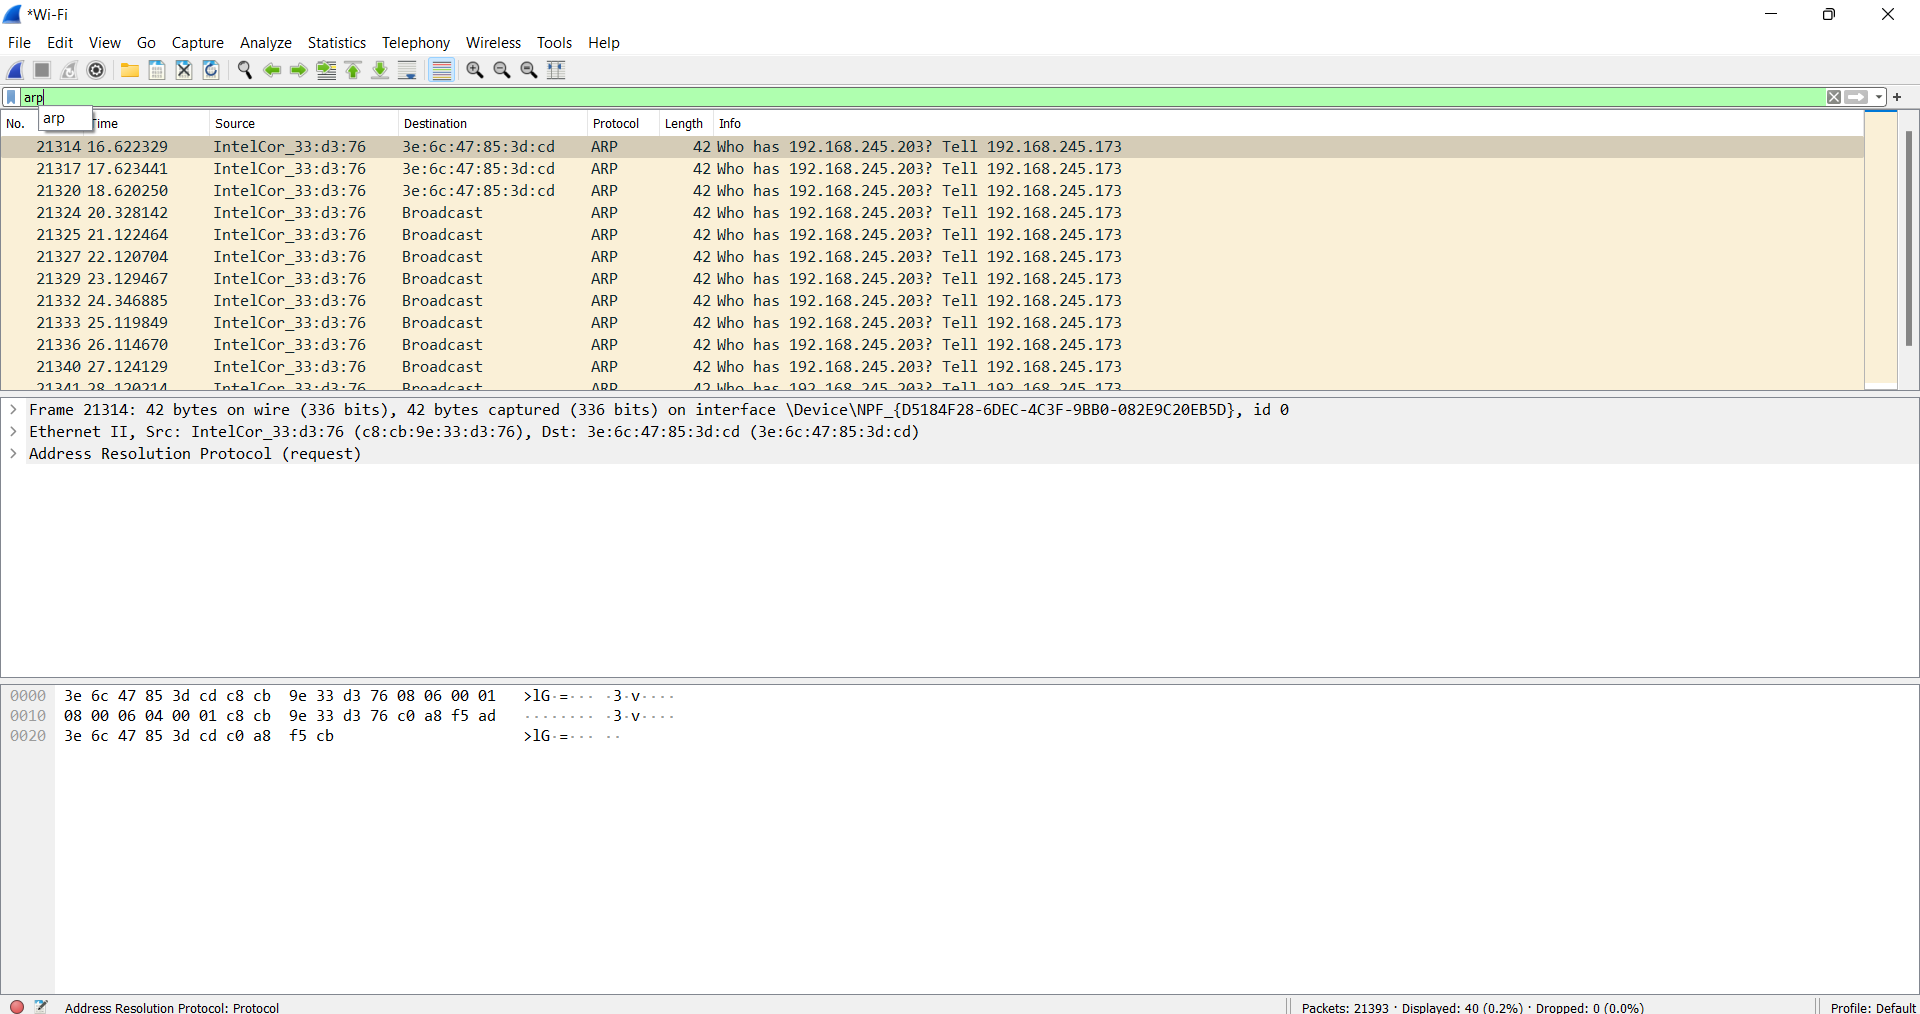 *Wi-Fi
File Edit View Go Capture Analyze Statistics Telephony Wireless Tools Help
arp
arp
No. Time Source Destination Protocol Length Info
21314 16.622329 IntelCor_33:d3:76 3e:6c:47:85:3d:cd ARP 42 Who has 192.168.245.203? Tell 192.168.245.173
21317 17.623441 IntelCor_33:d3:76 3e:6c:47:85:3d:cd ARP 42 Who has 192.168.245.203? Tell 192.168.245.173
21320 18.620250 IntelCor_33:d3:76 3e:6c:47:85:3d:cd ARP 42 Who has 192.168.245.203? Tell 192.168.245.173
21324 20.328142 IntelCor_33:d3:76 Broadcast ARP 42 Who has 192.168.245.203? Tell 192.168.245.173
21325 21.122464 IntelCor_33:d3:76 Broadcast ARP 42 Who has 192.168.245.203? Tell 192.168.245.173
21327 22.120704 IntelCor_33:d3:76 Broadcast ARP 42 Who has 192.168.245.203? Tell 192.168.245.173
21329 23.129467 IntelCor_33:d3:76 Broadcast ARP 42 Who has 192.168.245.203? Tell 192.168.245.173
21332 24.346885 IntelCor_33:d3:76 Broadcast ARP 42 Who has 192.168.245.203? Tell 192.168.245.173
21333 25.119849 IntelCor_33:d3:76 Broadcast ARP 42 Who has 192.168.245.203? Tell 192.168.245.173
21336 26.114670 IntelCor_33:d3:76 Broadcast ARP 42 Who has 192.168.245.203? Tell 192.168.245.173
21340 27.124129 IntelCor_33:d3:76 Broadcast ARP 42 Who has 192.168.245.203? Tell 192.168.245.173
21341 28.120214 IntelCor_33:d3:76 Broadcast ARP 42 Who has 192.168.245.203? Tell 192.168.245.173
> Frame 21314: 42 bytes on wire (336 bits), 42 bytes captured (336 bits) on interface \Device\NPF_{D5184F28-6DEC-4C3F-9BB0-082E9C20EB5D}, id 0
> Ethernet II, Src: IntelCor_33:d3:76 (c8:cb:9e:33:d3:76), Dst: 3e:6c:47:85:3d:cd (3e:6c:47:85:3d:cd)
> Address Resolution Protocol (request)
0000 3e 6c 47 85 3d cd c8 cb 9e 33 d3 76 08 06 00 01 >lG·=··· ·3·v····
0010 08 00 06 04 00 01 c8 cb 9e 33 d3 76 c0 a8 f5 ad ········ ·3·v····
0020 3e 6c 47 85 3d cd c0 a8 f5 cb >lG·=··· ··
Address Resolution Protocol: Protocol Packets: 21393 · Displayed: 40 (0.2%) · Dropped: 0 (0.0%) Profile: Default